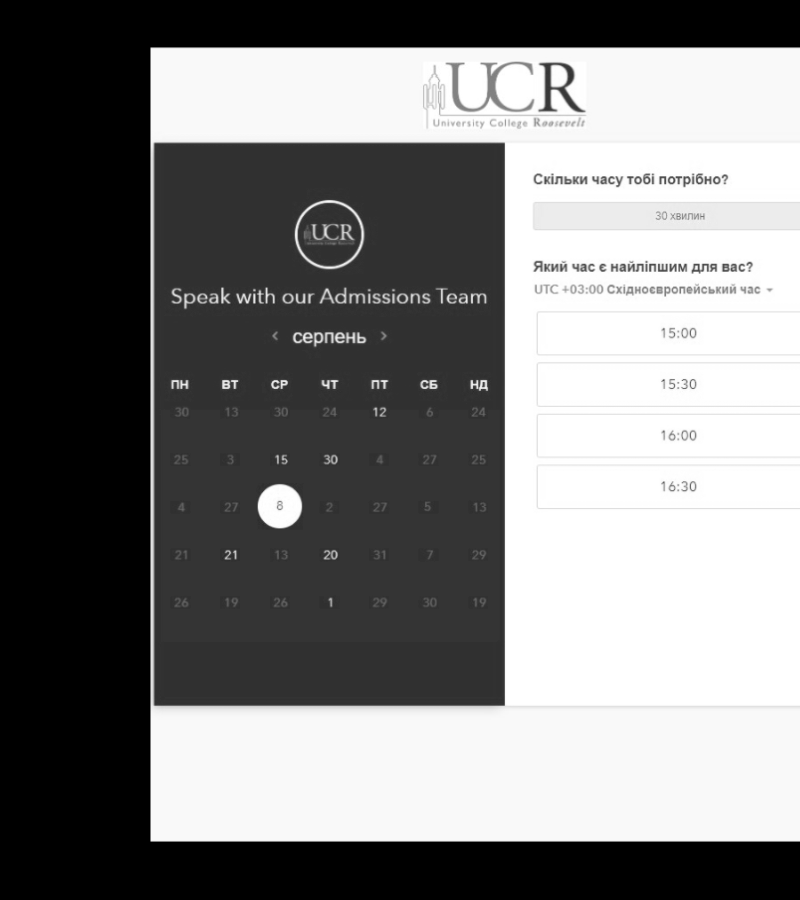 UCR
University College Roosevelt
UCR
Speak with our Admissions Team
‹ серпень ›
ПН ВТ СР ЧТ ПТ СБ НД
30 13 30 24 12 6 24
25 3 15 30 4 27 25
4 27 8 2 27 5 13
21 21 13 20 31 7 29
26 19 26 1 29 30 19
Скільки часу тобі потрібно?
30 хвилин
Який час є найліпшим для вас?
UTC +03:00 Східноєвропейський час
15:00
15:30
16:00
16:30